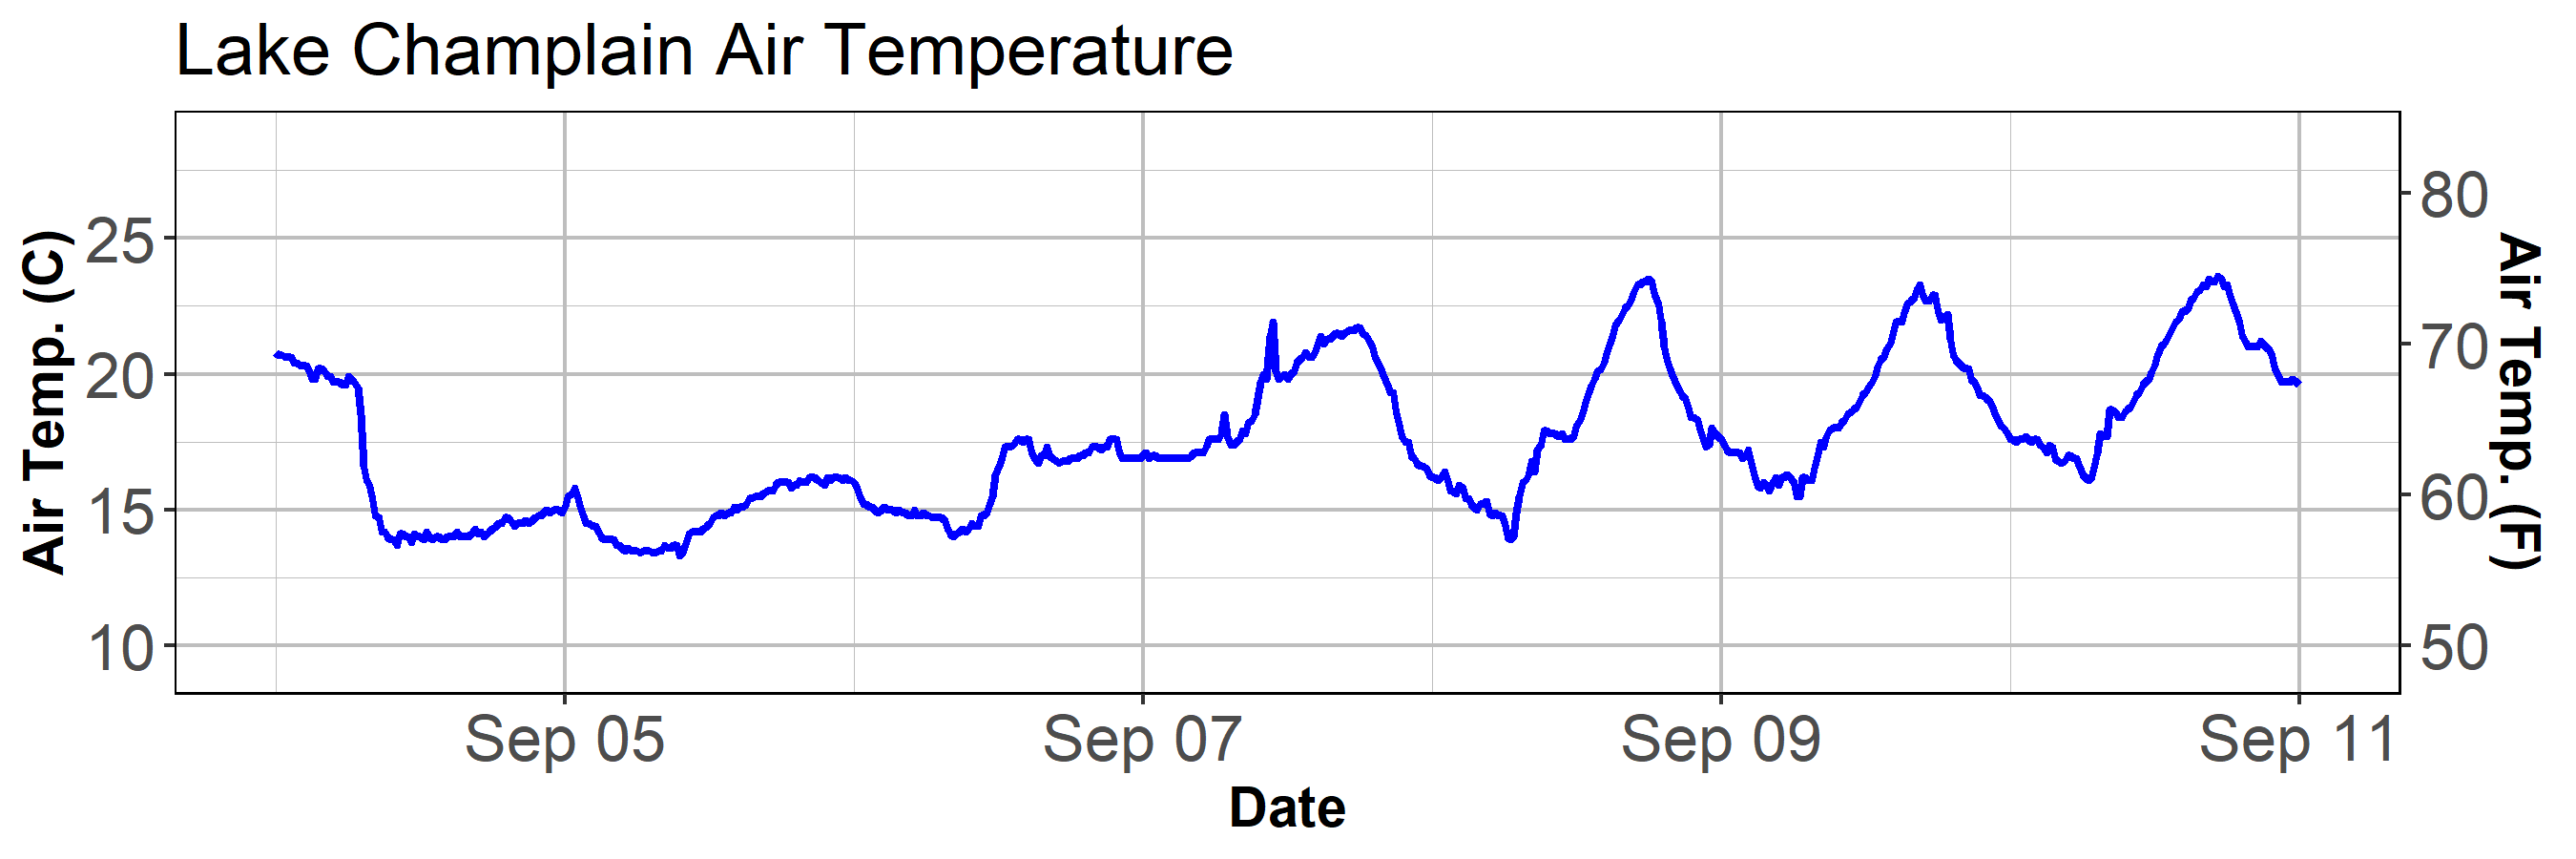 Lake Champlain Air Temperature
Air Temp. (C)
25
20
15
10
80
70
60
50
Air Temp. (F)
Sep 05
Sep 07
Sep 09
Sep 11
Date